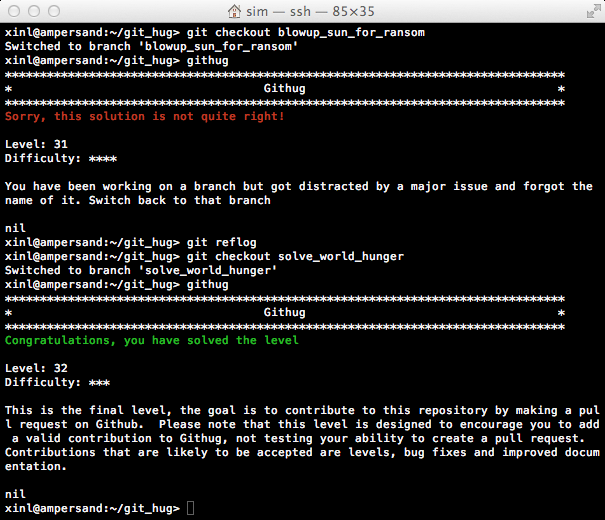 sim — ssh — 85×35
xinl@ampersand:~/git_hug> git checkout blowup_sun_for_ransom
Switched to branch 'blowup_sun_for_ransom'
xinl@ampersand:~/git_hug> githug
********************************************************************************
*                                    Githug                                    *
********************************************************************************
Sorry, this solution is not quite right!
Level: 31
Difficulty: ****
You have been working on a branch but got distracted by a major issue and forgot the
name of it. Switch back to that branch
nil
xinl@ampersand:~/git_hug> git reflog
xinl@ampersand:~/git_hug> git checkout solve_world_hunger
Switched to branch 'solve_world_hunger'
xinl@ampersand:~/git_hug> githug
********************************************************************************
*                                    Githug                                    *
********************************************************************************
Congratulations, you have solved the level
Level: 32
Difficulty: ***
This is the final level, the goal is to contribute to this repository by making a pul
l request on Github.  Please note that this level is designed to encourage you to add
 a valid contribution to Githug, not testing your ability to create a pull request.
Contributions that are likely to be accepted are levels, bug fixes and improved docum
entation.
nil
xinl@ampersand:~/git_hug>